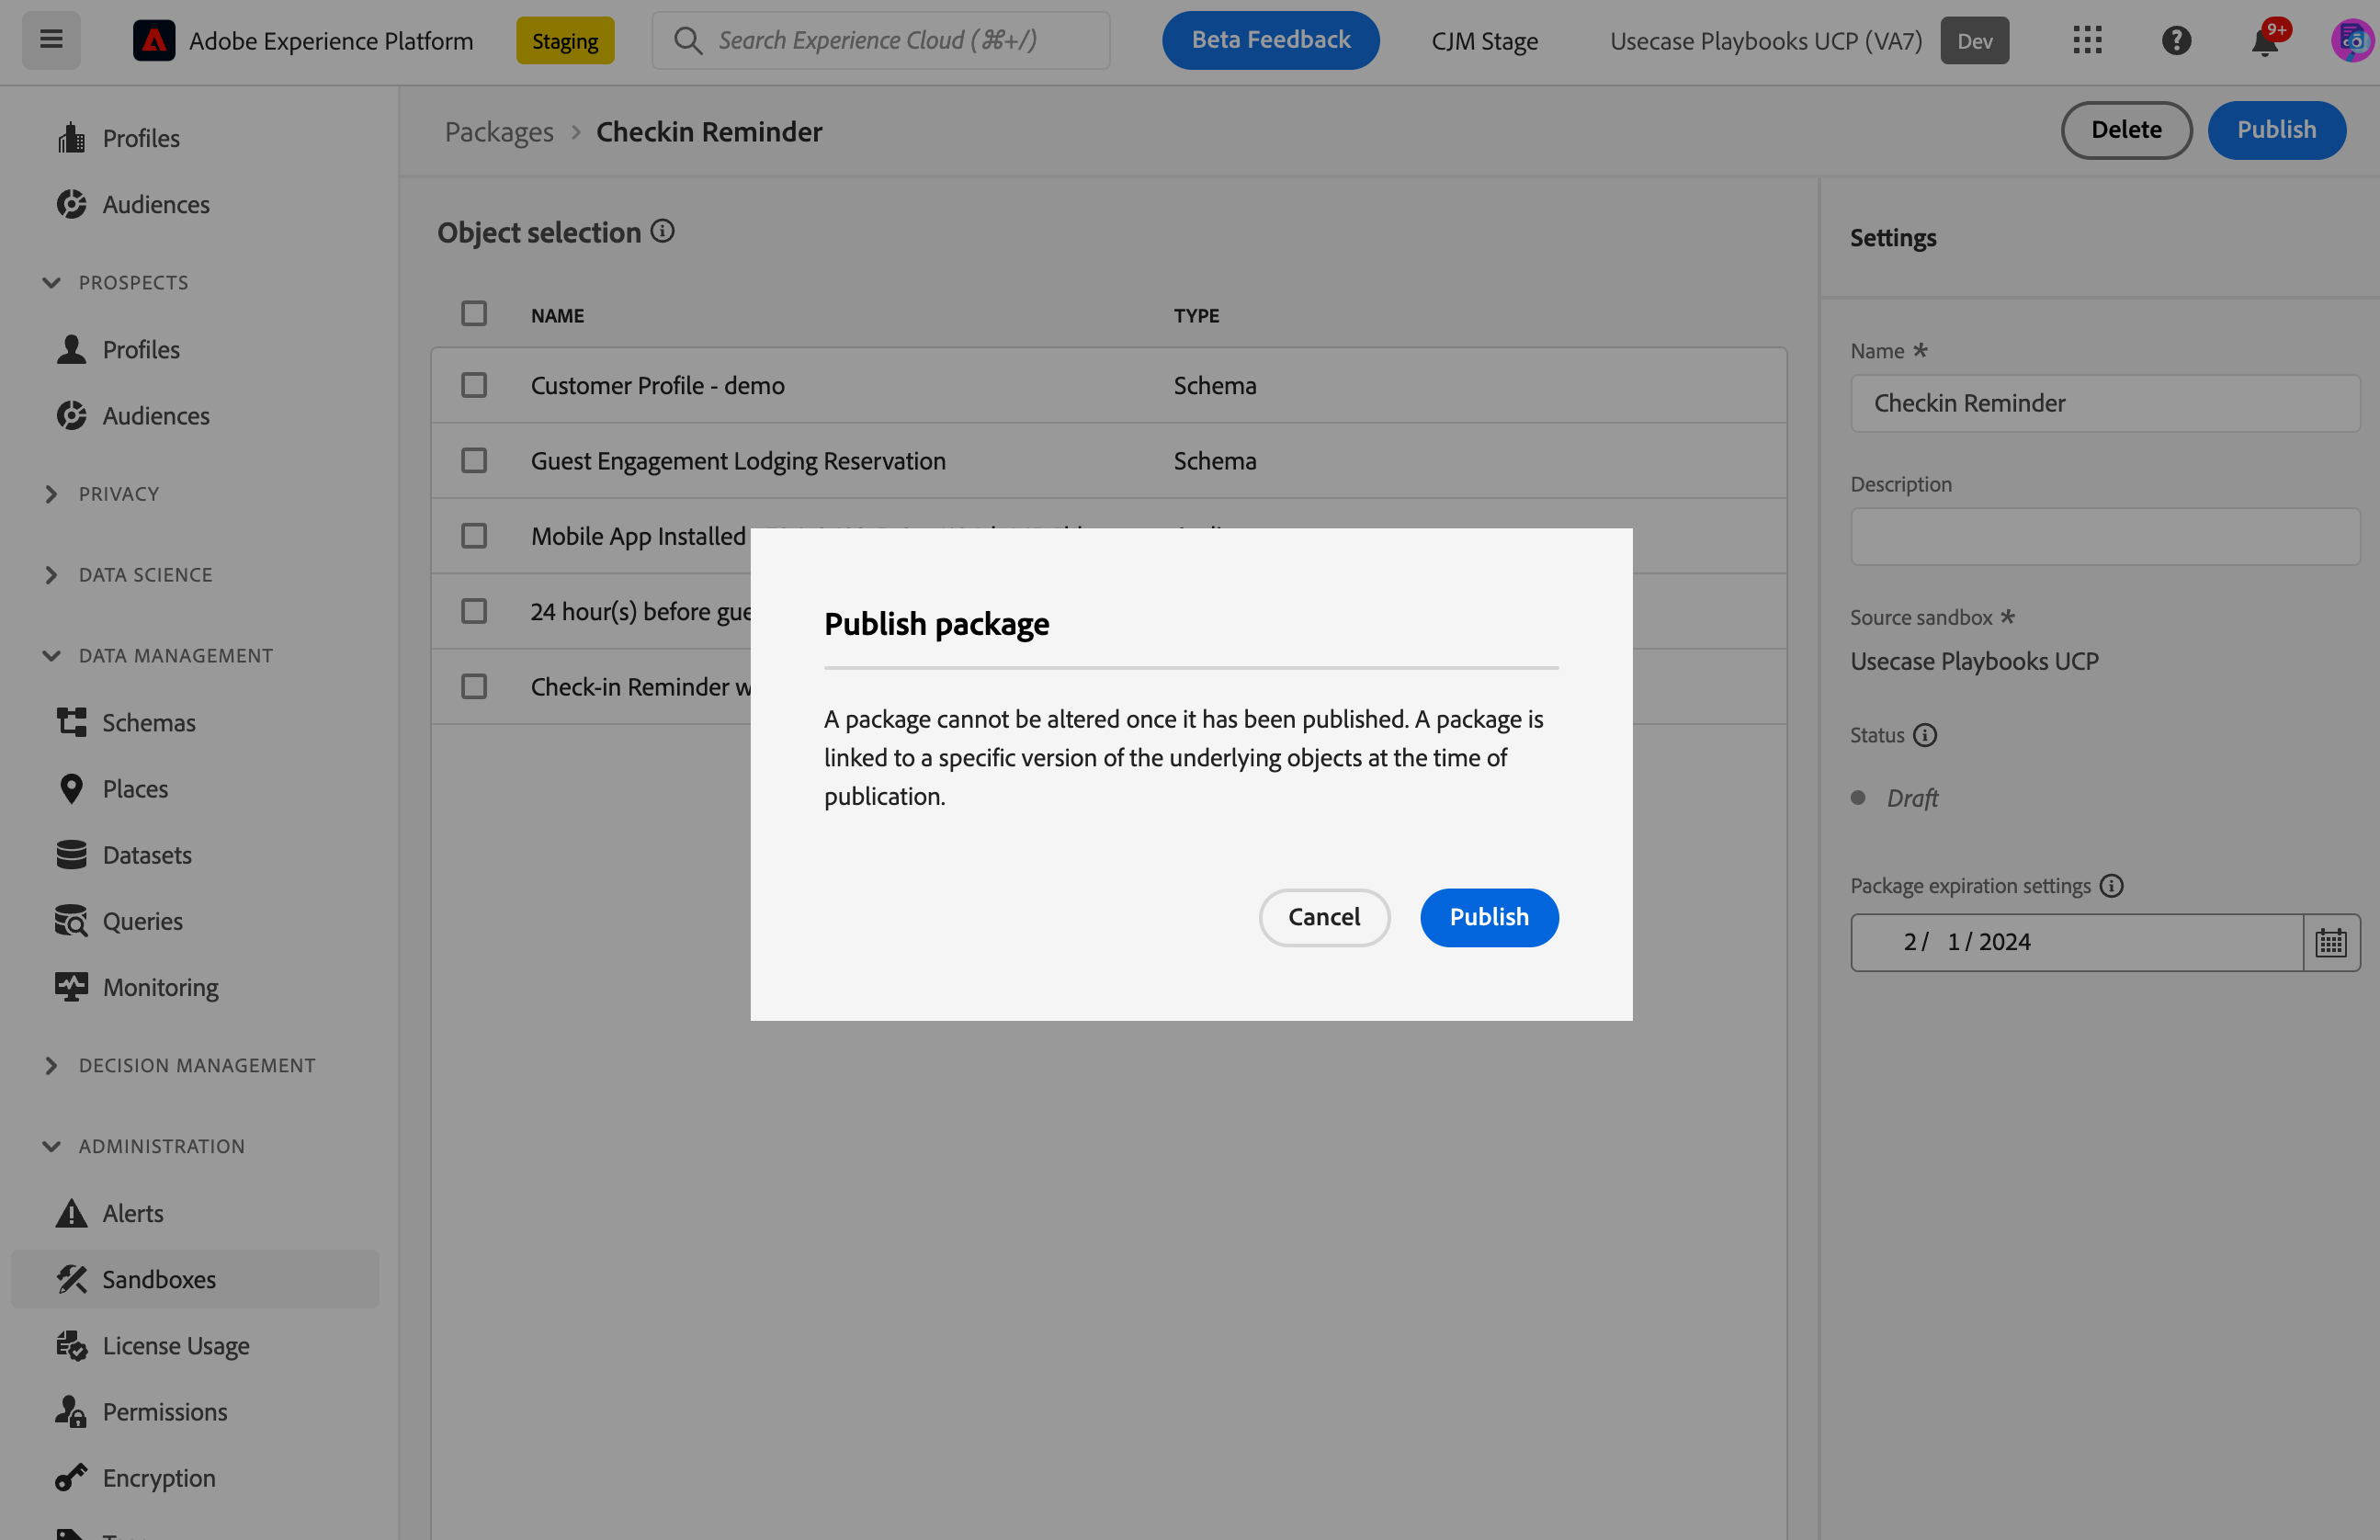 Adobe Experience Platform
Staging
Search Experience Cloud (⌘+/)
Beta Feedback
CJM Stage
Usecase Playbooks UCP (VA7)
Dev
9+
Profiles
Audiences
PROSPECTS
Profiles
Audiences
PRIVACY
DATA SCIENCE
DATA MANAGEMENT
Schemas
Places
Datasets
Queries
Monitoring
DECISION MANAGEMENT
ADMINISTRATION
Alerts
Sandboxes
License Usage
Permissions
Encryption
Packages > Checkin Reminder
Delete
Publish
Object selection
NAME TYPE
Customer Profile - demo Schema
Guest Engagement Lodging Reservation Schema
Mobile App Installed
24 hour(s) before
Check-in Reminder
Publish package
A package cannot be altered once it has been published. A package is
linked to a specific version of the underlying objects at the time of
publication.
Cancel
Publish
Settings
Name *
Checkin Reminder
Description
Source sandbox *
Usecase Playbooks UCP
Status
Draft
Package expiration settings
2 / 1 / 2024